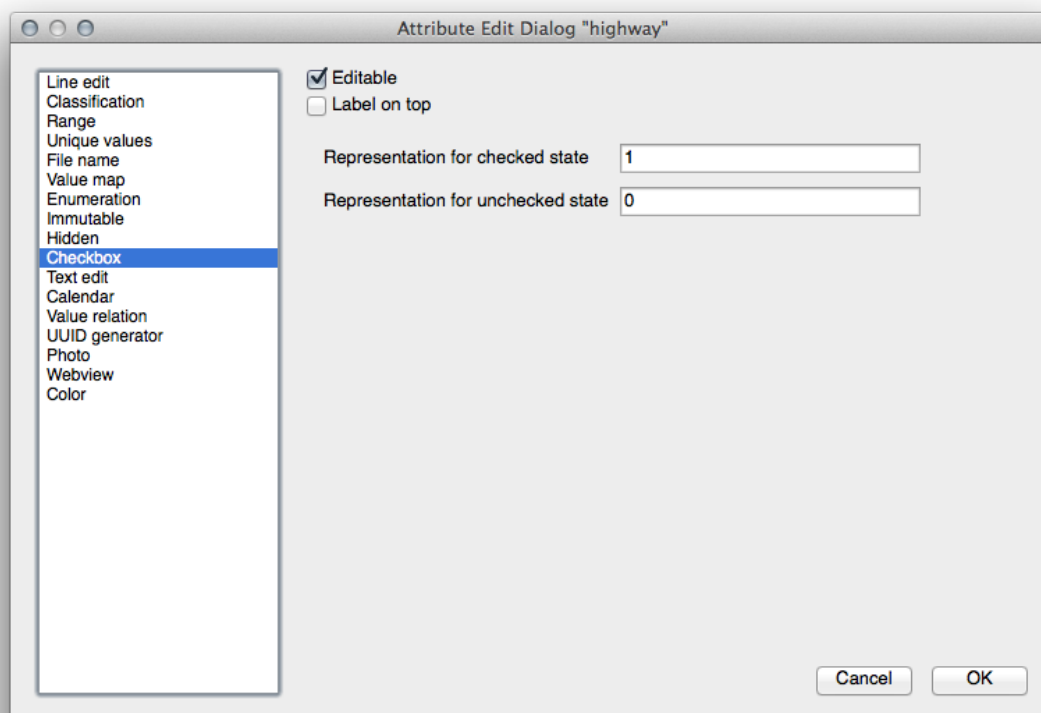 Attribute Edit Dialog "highway"
Line edit
Classification
Range
Unique values
File name
Value map
Enumeration
Immutable
Hidden
Checkbox
Text edit
Calendar
Value relation
UUID generator
Photo
Webview
Color
Editable
Label on top
Representation for checked state 1
Representation for unchecked state 0
Cancel OK